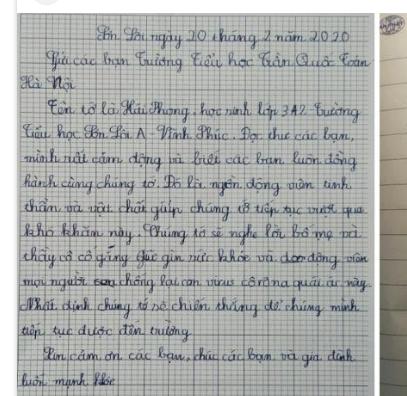 Sơn Lôi ngày 20 tháng 2 năm 2020
Gửi các bạn Trường Tiểu học Trần Quốc Toản
Hà Nội
Tên tớ là Hải Phong, học sinh lớp 3A2 Trường
Tiểu học Sơn Lôi A - Vĩnh Phúc. Đọc thư các bạn,
mình rất cảm động và biết các bạn luôn đồng
hành cùng chúng tớ. Đó là nguồn động viên tinh
thần và vật chất giúp chúng tớ tiếp tục vượt qua
khó khăn này. Chúng tớ sẽ nghe lời bố mẹ và
thầy cô cố gắng giữ gìn sức khỏe và động viên
mọi người chống lại con virus côrôna quái ác này.
Nhất định chúng tớ sẽ chiến thắng để chúng mình
tiếp tục được đến trường.
Xin cảm ơn các bạn, chúc các bạn và gia đình
luôn mạnh khỏe